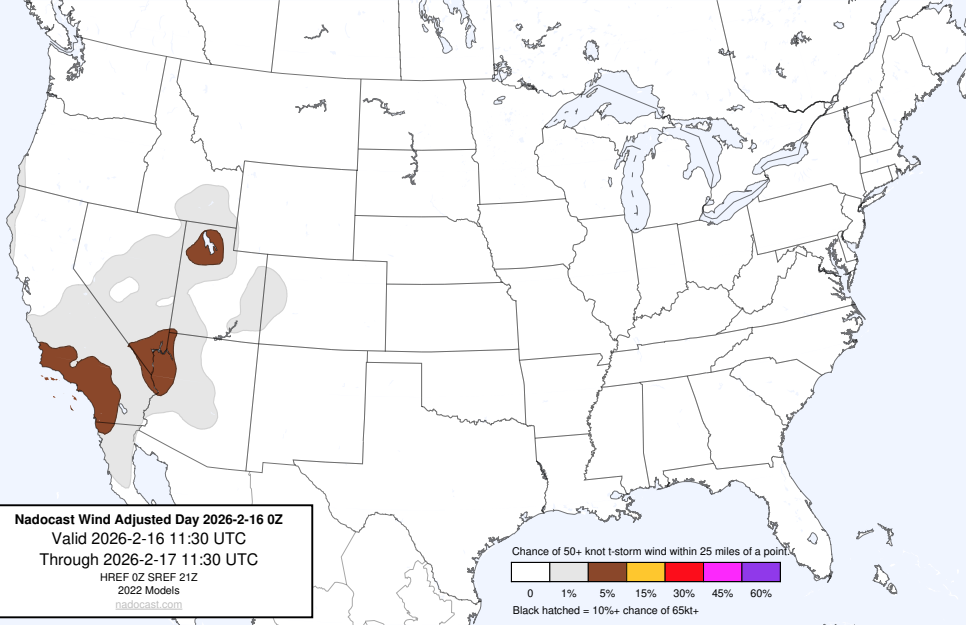 Nadocast Wind Adjusted Day 2026-2-16 0Z
Valid 2026-2-16 11:30 UTC
Through 2026-2-17 11:30 UTC
HREF 0Z SREF 21Z
2022 Models
nadocast.com
Chance of 50+ knot t-storm wind within 25 miles of a point.
0 1% 5% 15% 30% 45% 60%
Black hatched = 10%+ chance of 65kt+